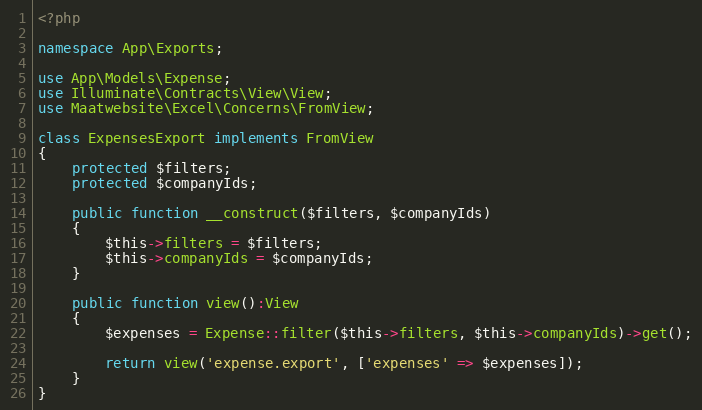 1 <?php
2
3 namespace App\Exports;
4
5 use App\Models\Expense;
6 use Illuminate\Contracts\View\View;
7 use Maatwebsite\Excel\Concerns\FromView;
8
9 class ExpensesExport implements FromView
10 {
11     protected $filters;
12     protected $companyIds;
13
14     public function __construct($filters, $companyIds)
15     {
16         $this->filters = $filters;
17         $this->companyIds = $companyIds;
18     }
19
20     public function view():View
21     {
22         $expenses = Expense::filter($this->filters, $this->companyIds)->get();
23
24         return view('expense.export', ['expenses' => $expenses]);
25     }
26 }